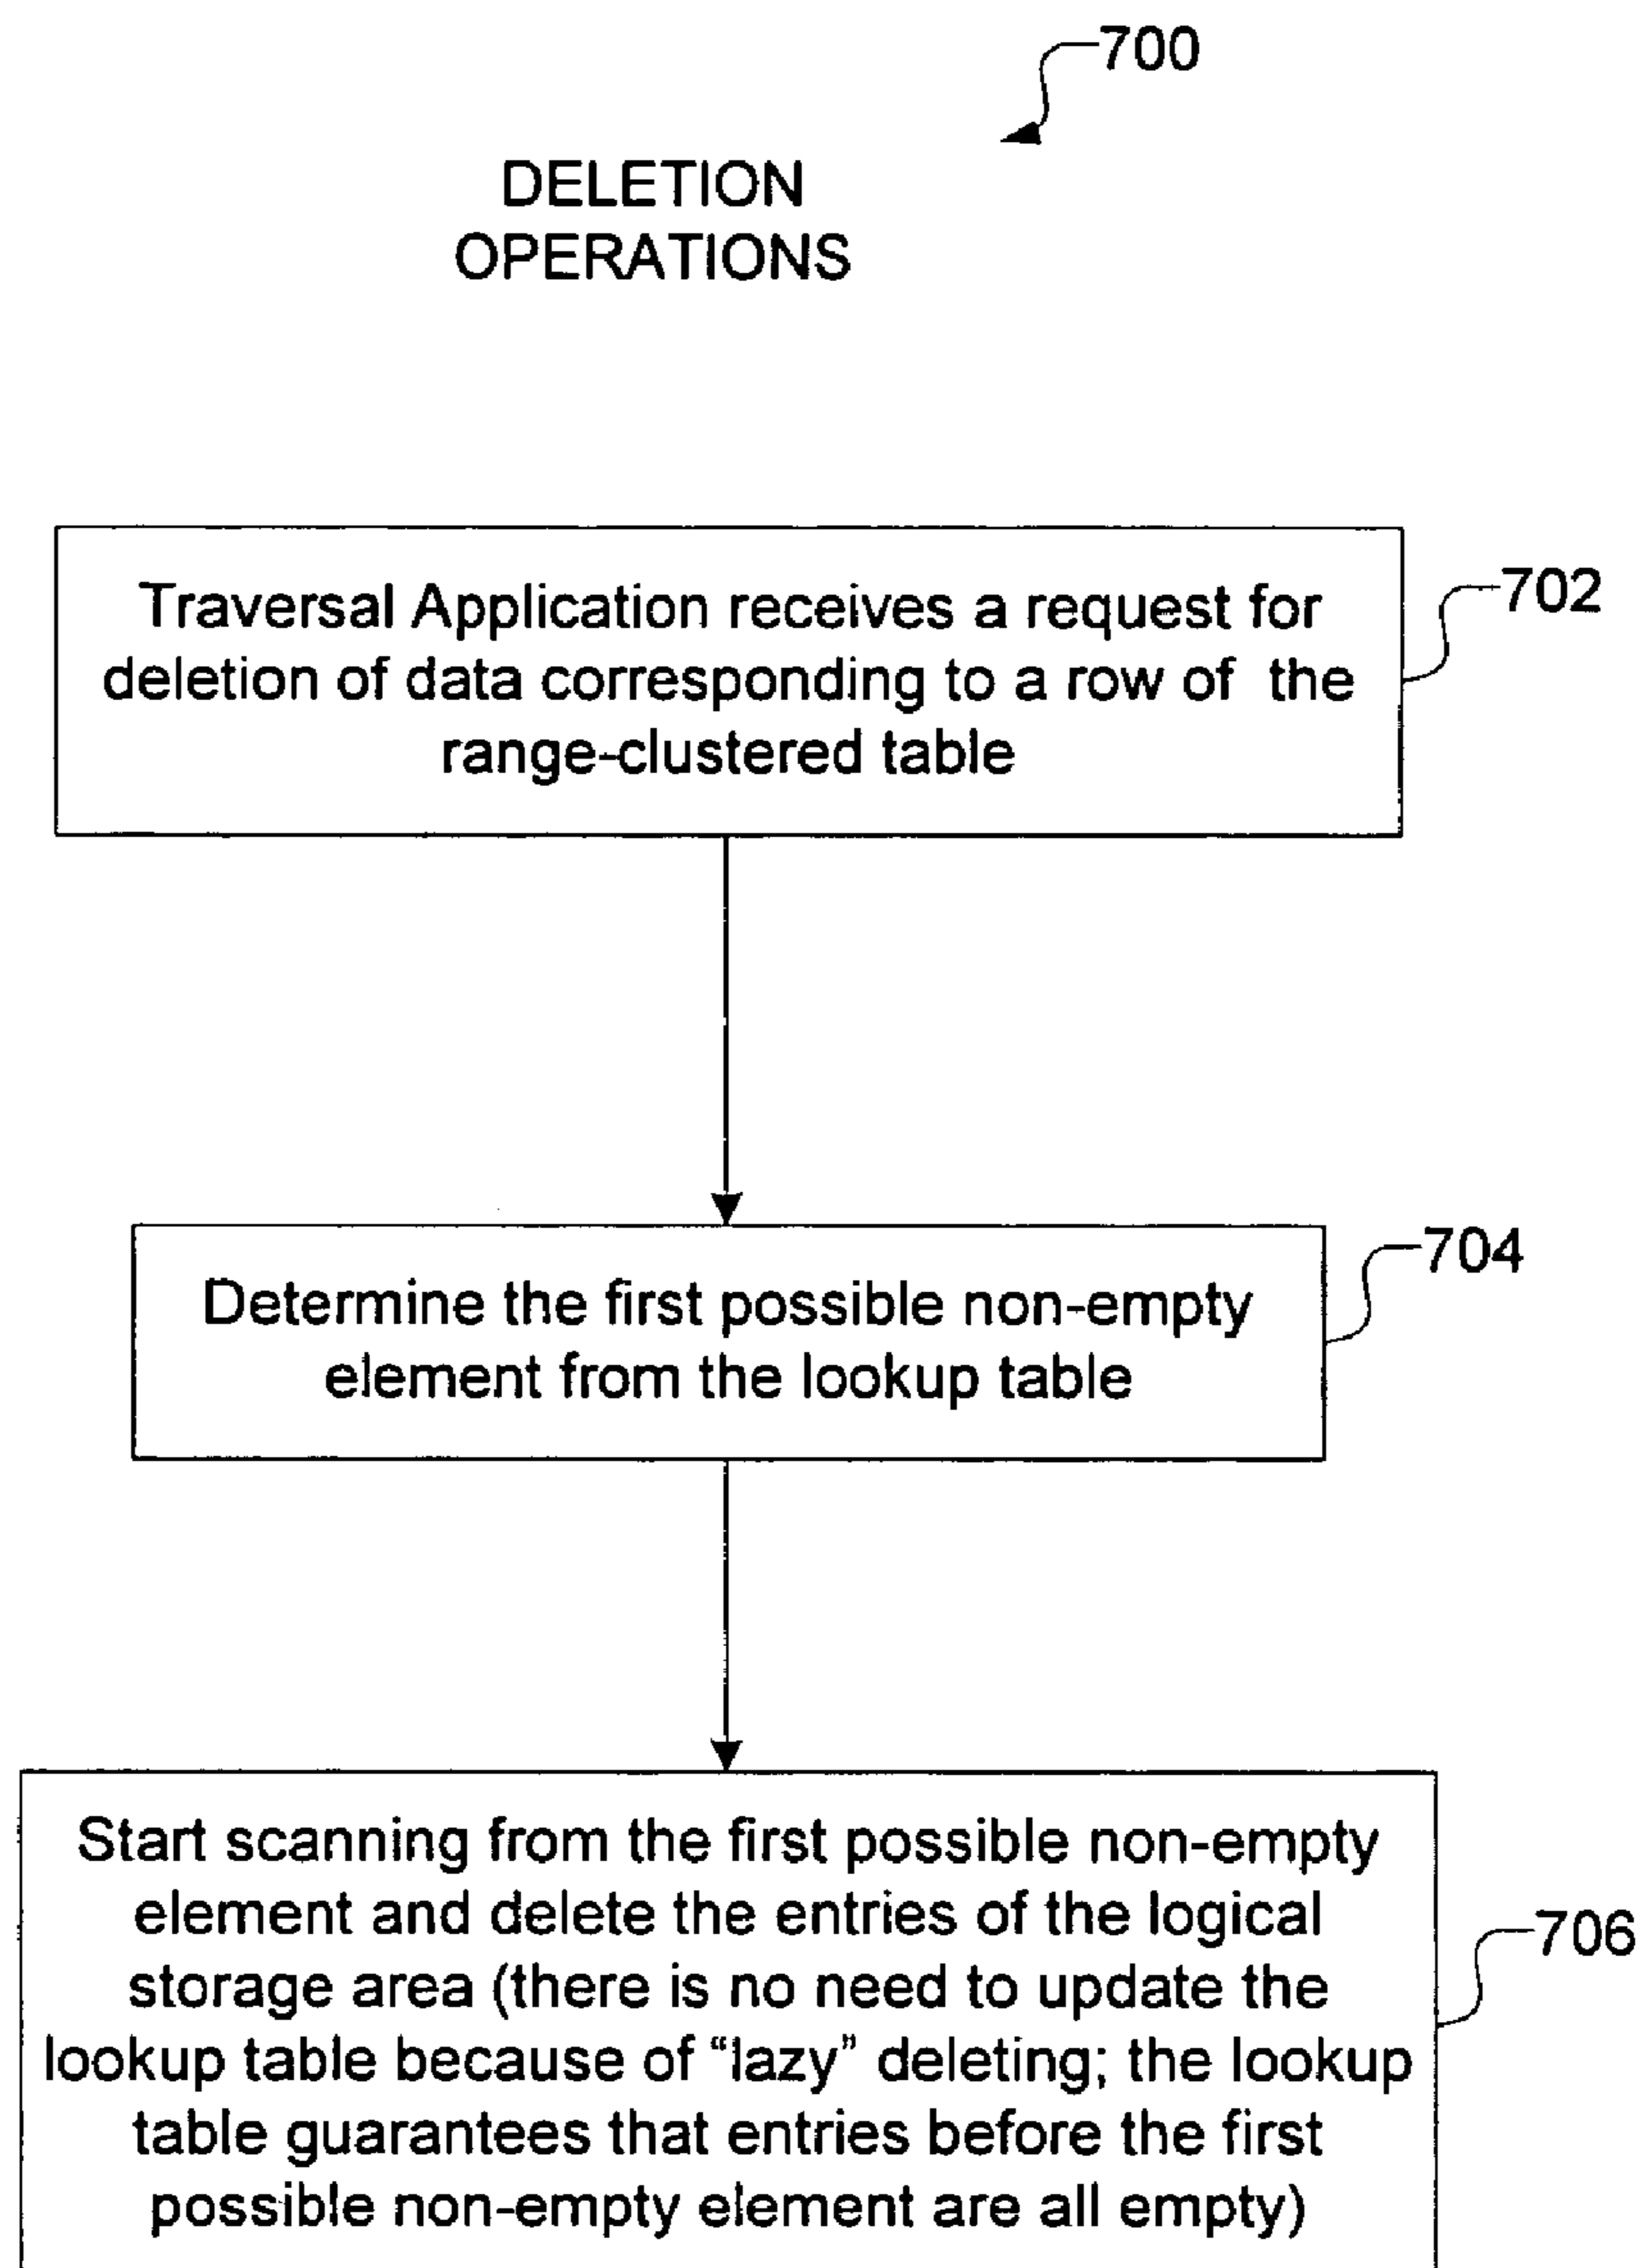 700
DELETION
OPERATIONS
Traversal Application receives a request for
deletion of data corresponding to a row of the
range-clustered table
702
Determine the first possible non-empty
element from the lookup table
704
Start scanning from the first possible non-empty
element and delete the entries of the logical
storage area (there is no need to update the
lookup table because of “lazy” deleting; the lookup
table guarantees that entries before the first
possible non-empty element are all empty)
706